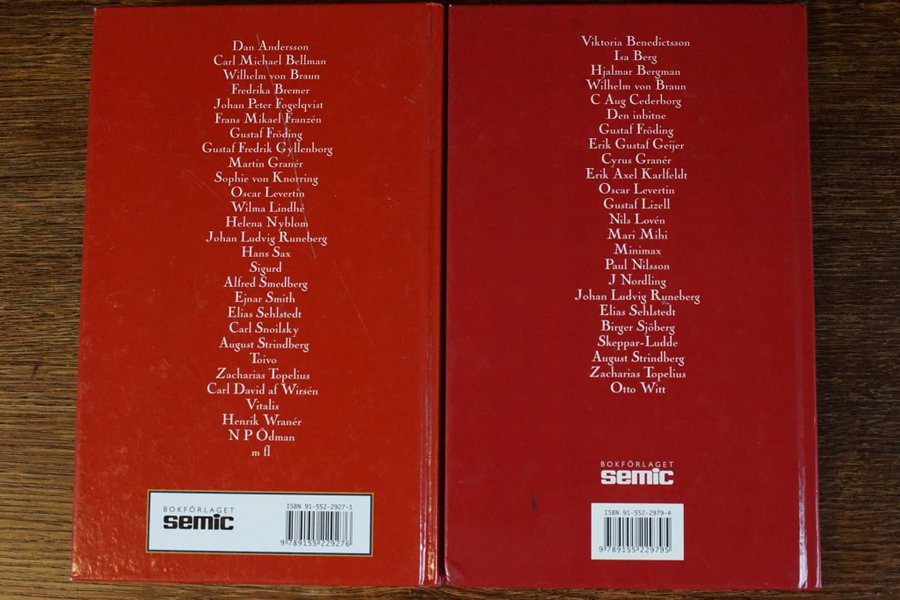 Dan Andersson
Carl Michael Bellman
Wilhelm von Braun
Fredrika Bremer
Johan Peter Fogelqvist
Frans Mikael Franzén
Gustaf Fröding
Gustaf Fredrik Gyllenborg
Martin Granér
Sophie von Knorring
Oscar Levertin
Wilma Lindhé
Helena Nyblom
Johan Ludvig Runeberg
Hans Sax
Sigurd
Alfred Smedberg
Ejnar Smith
Elias Sehlstedt
Carl Snoilsky
August Strindberg
Toivo
Zacharias Topelius
Carl David af Wirsén
Vitalis
Henrik Wranér
N P Ödman
m fl
BOKFÖRLAGET
semic
ISBN 91-552-2927-1
9 789155 229276
Viktoria Benedictsson
Isa Berg
Hjalmar Bergman
Wilhelm von Braun
C Aug Cederborg
Den inbitne
Gustaf Fröding
Erik Gustaf Geijer
Cyrus Granér
Erik Axel Karlfeldt
Oscar Levertin
Gustaf Lizell
Nils Lovén
Mari Mihi
Minimax
Paul Nilsson
J Nordling
Johan Ludvig Runeberg
Elias Sehlstedt
Birger Sjöberg
Skeppar-Ludde
August Strindberg
Zacharias Topelius
Otto Witt
BOKFÖRLAGET
semic
ISBN 91-552-2979-4
9 789155 229795